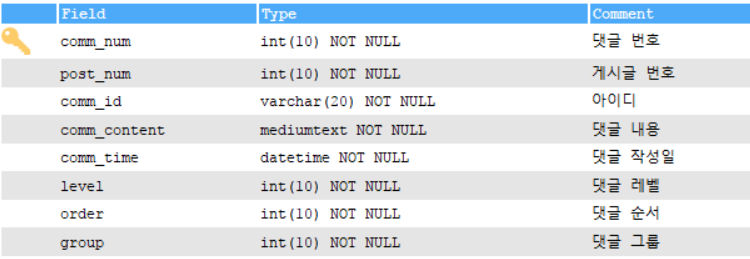 Field Type Comment
comm_num int(10) NOT NULL 댓글 번호
post_num int(10) NOT NULL 게시글 번호
comm_id varchar(20) NOT NULL 아이디
comm_content mediumtext NOT NULL 댓글 내용
comm_time datetime NOT NULL 댓글 작성일
level int(10) NOT NULL 댓글 레벨
order int(10) NOT NULL 댓글 순서
group int(10) NOT NULL 댓글 그룹